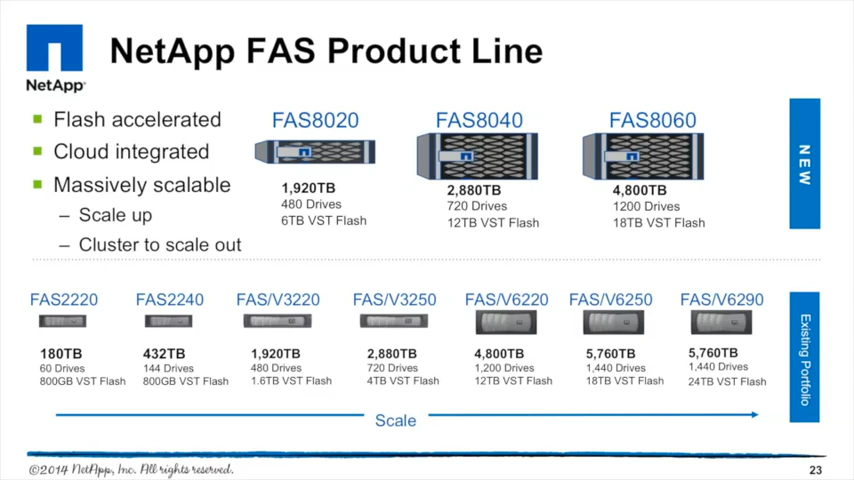 NetApp FAS Product Line
NetApp
Flash accelerated
Cloud integrated
Massively scalable
– Scale up
– Cluster to scale out
FAS8020
1,920TB
480 Drives
6TB VST Flash
FAS8040
2,880TB
720 Drives
12TB VST Flash
FAS8060
4,800TB
1200 Drives
18TB VST Flash
NEW
FAS2220
180TB
60 Drives
800GB VST Flash
FAS2240
432TB
144 Drives
800GB VST Flash
FAS/V3220
1,920TB
480 Drives
1.6TB VST Flash
FAS/V3250
2,880TB
720 Drives
4TB VST Flash
FAS/V6220
4,800TB
1,200 Drives
12TB VST Flash
FAS/V6250
5,760TB
1,440 Drives
18TB VST Flash
FAS/V6290
5,760TB
1,440 Drives
24TB VST Flash
Existing Portfolio
Scale
©2014 NetApp, Inc. All rights reserved.
23